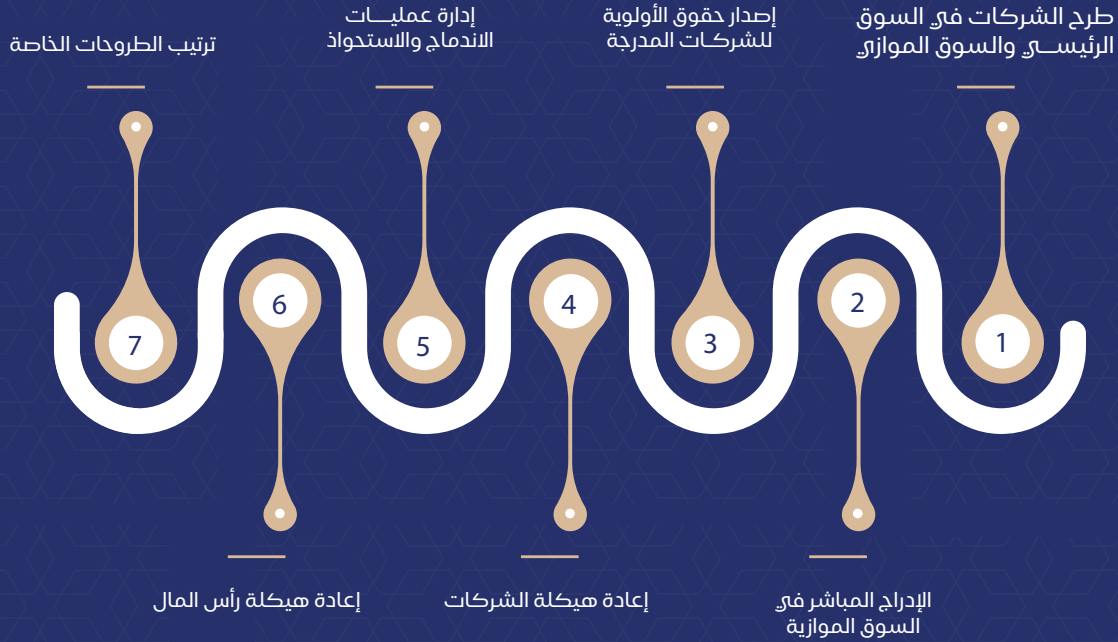 طرح الشركات في السوق
الرئيسي والسوق الموازي
1
الإدراج المباشر في
السوق الموازية
2
إصدار حقوق الأولوية
للشركات المدرجة
3
إعادة هيكلة الشركات
4
إدارة عمليات
الاندماج والاستحواذ
5
إعادة هيكلة رأس المال
6
ترتيب الطروحات الخاصة
7